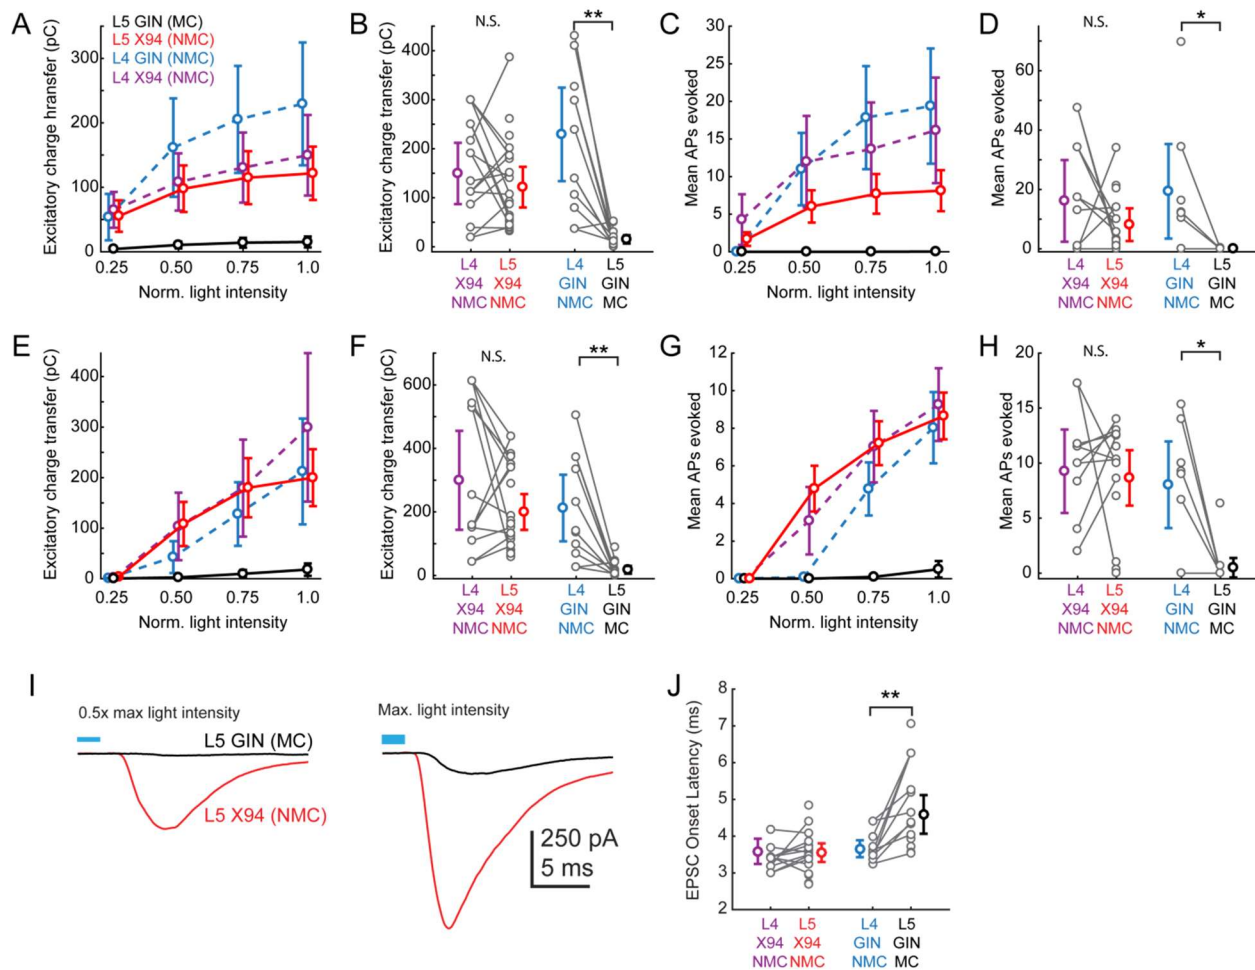 A
L5 GIN (MC)
L5 X94 (NMC)
L4 GIN (NMC)
L4 X94 (NMC)
Excitatory charge hransfer (pC)
300
200
100
0
0.25 0.50 0.75 1.0
Norm. light intensity
B
N.S.
**
Excitatory charge transfer (pC)
400
300
200
100
0
L4 L5 L4 L5
X94 X94 GIN GIN
NMC NMC NMC MC
C
Mean APs evoked
30
25
20
15
10
5
0
0.25 0.50 0.75 1.0
Norm. light intensity
D
N.S.
*
Mean APs evoked
60
40
20
0
L4 L5 L4 L5
X94 X94 GIN GIN
NMC NMC NMC MC
E
Excitatory charge transfer (pC)
400
300
200
100
0
0.25 0.50 0.75 1.0
Norm. light intensity
F
N.S.
**
Excitatory charge transfer (pC)
600
400
200
0
L4 L5 L4 L5
X94 X94 GIN GIN
NMC NMC NMC MC
G
Mean APs evoked
12
10
8
6
4
2
0
0.25 0.50 0.75 1.0
Norm. light intensity
H
N.S.
*
Mean APs evoked
20
15
10
5
0
L4 L5 L4 L5
X94 X94 GIN GIN
NMC NMC NMC MC
I
0.5x max light intensity
L5 GIN (MC)
L5 X94 (NMC)
Max. light intensity
250 pA
5 ms
J
**
EPSC Onset Latency (ms)
8
7
6
5
4
3
2
L4 L5 L4 L5
X94 X94 GIN GIN
NMC NMC NMC MC